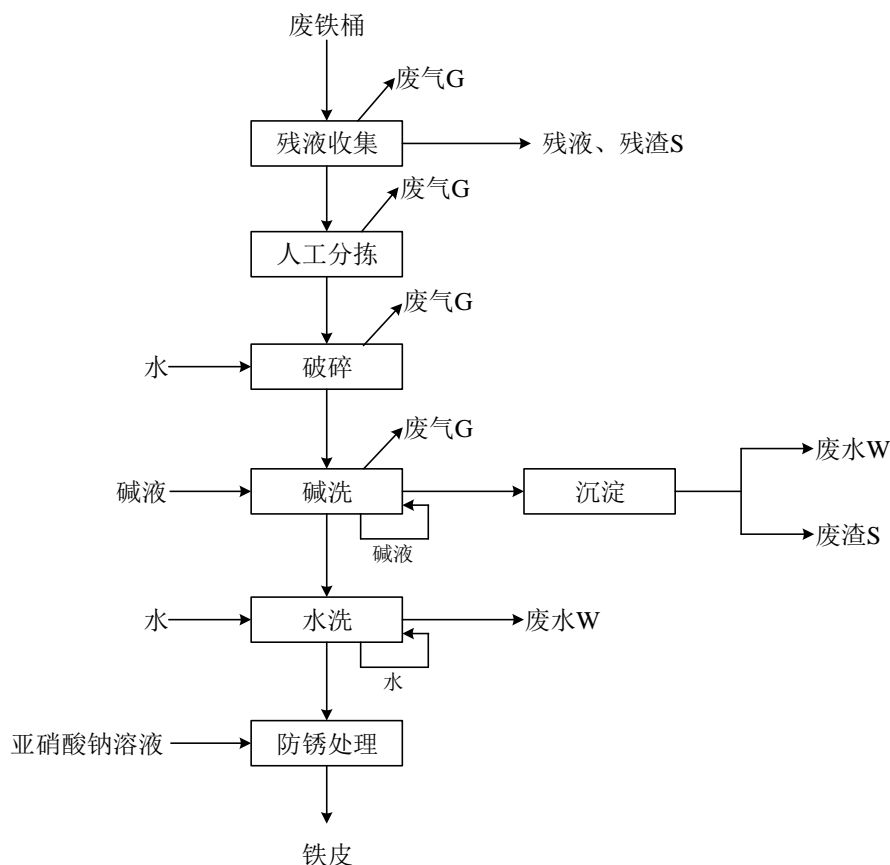 废铁桶
废气G
残液收集
残液、残渣S
废气G
人工分拣
废气G
水
破碎
废气G
废水W
碱液
碱洗
沉淀
废渣S
碱液
水
水洗
废水W
水
亚硝酸钠溶液
防锈处理
铁皮